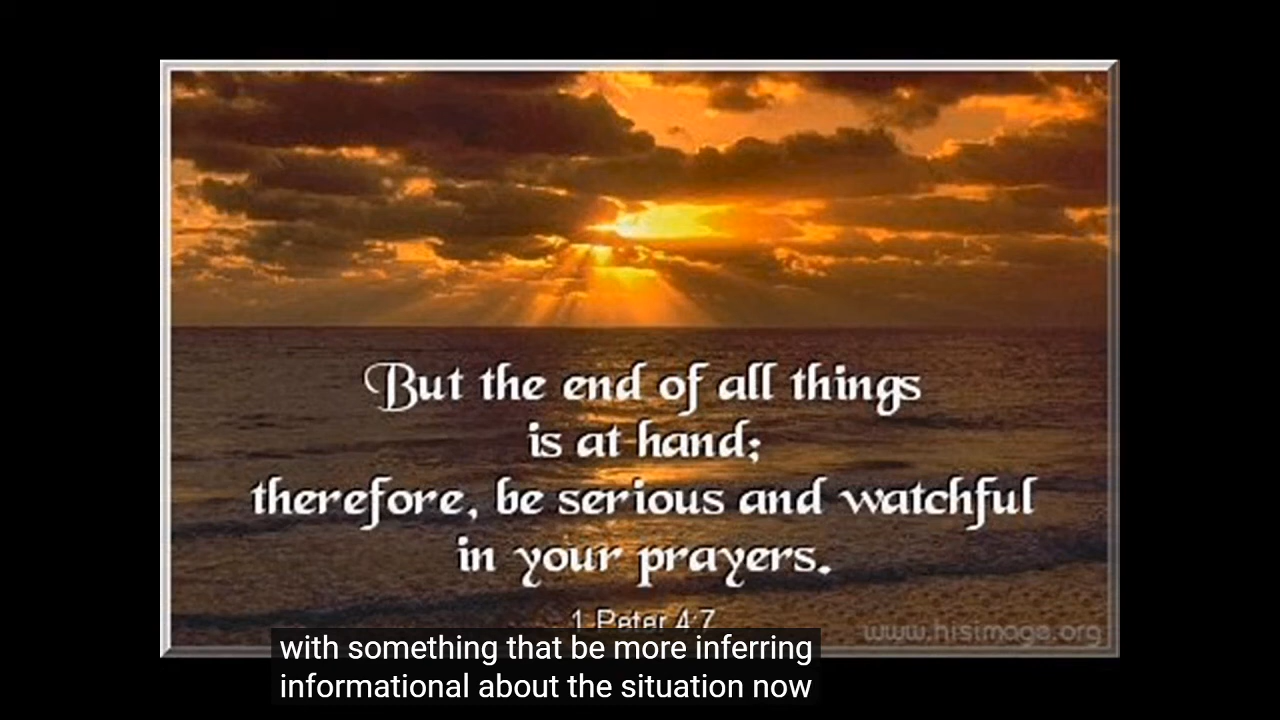 But the end of all things
is at hand;
therefore, be serious and watchful
in your prayers.
1 Peter 4:7
www.hisimage.org
with something that be more inferring
informational about the situation now